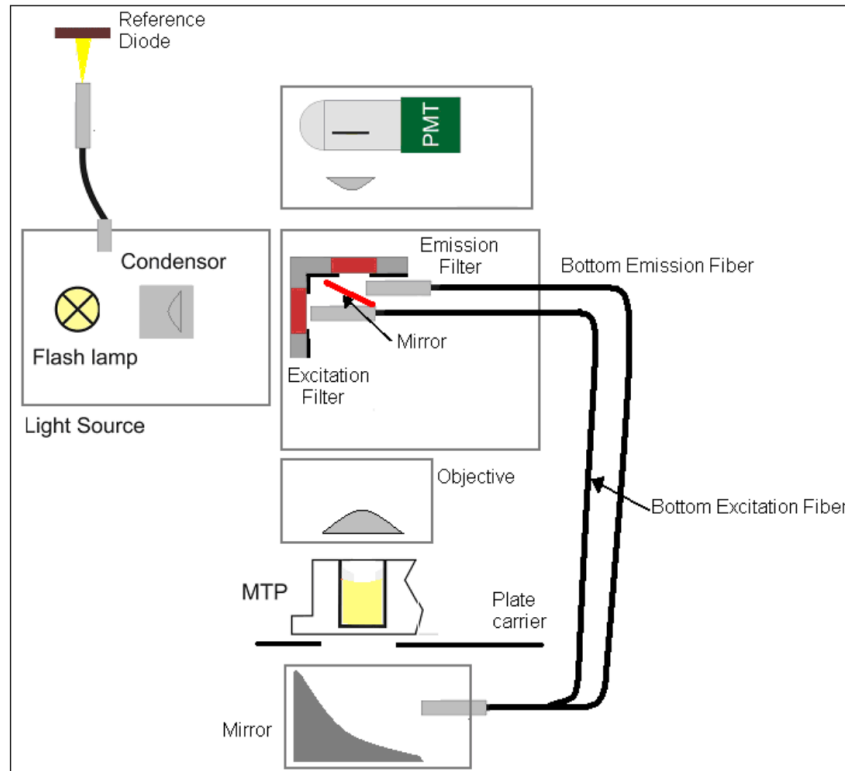 Reference
Diode
PMT
Emission
Filter
Bottom Emission Fiber
Condensor
Flash lamp
Mirror
Excitation
Filter
Light Source
Objective
Bottom Excitation Fiber
MTP
Plate
carrier
Mirror